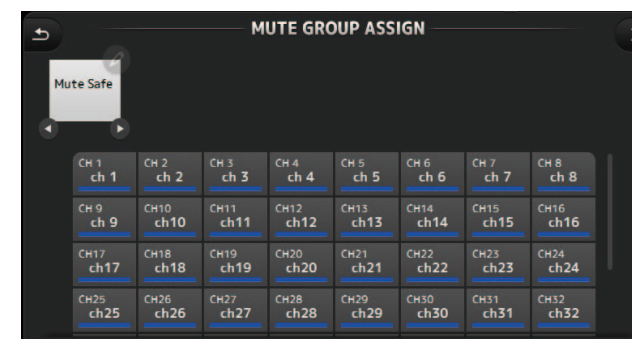 MUTE GROUP ASSIGN
Mute Safe
CH 1 CH 2 CH 3 CH 4 CH 5 CH 6 CH 7 CH 8
ch 1 ch 2 ch 3 ch 4 ch 5 ch 6 ch 7 ch 8
CH 9 CH10 CH11 CH12 CH13 CH14 CH15 CH16
ch 9 ch10 ch11 ch12 ch13 ch14 ch15 ch16
CH17 CH18 CH19 CH20 CH21 CH22 CH23 CH24
ch17 ch18 ch19 ch20 ch21 ch22 ch23 ch24
CH25 CH26 CH27 CH28 CH29 CH30 CH31 CH32
ch25 ch26 ch27 ch28 ch29 ch30 ch31 ch32